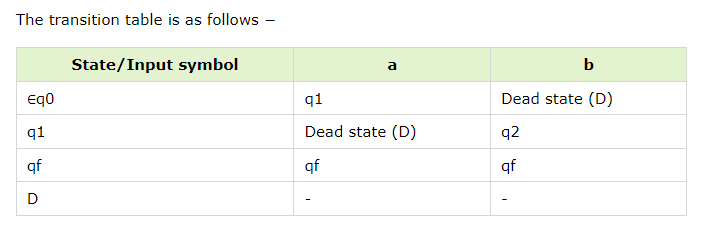 The transition table is as follows −
State/Input symbol a b
∈q0 q1 Dead state (D)
q1 Dead state (D) q2
qf qf qf
D - -